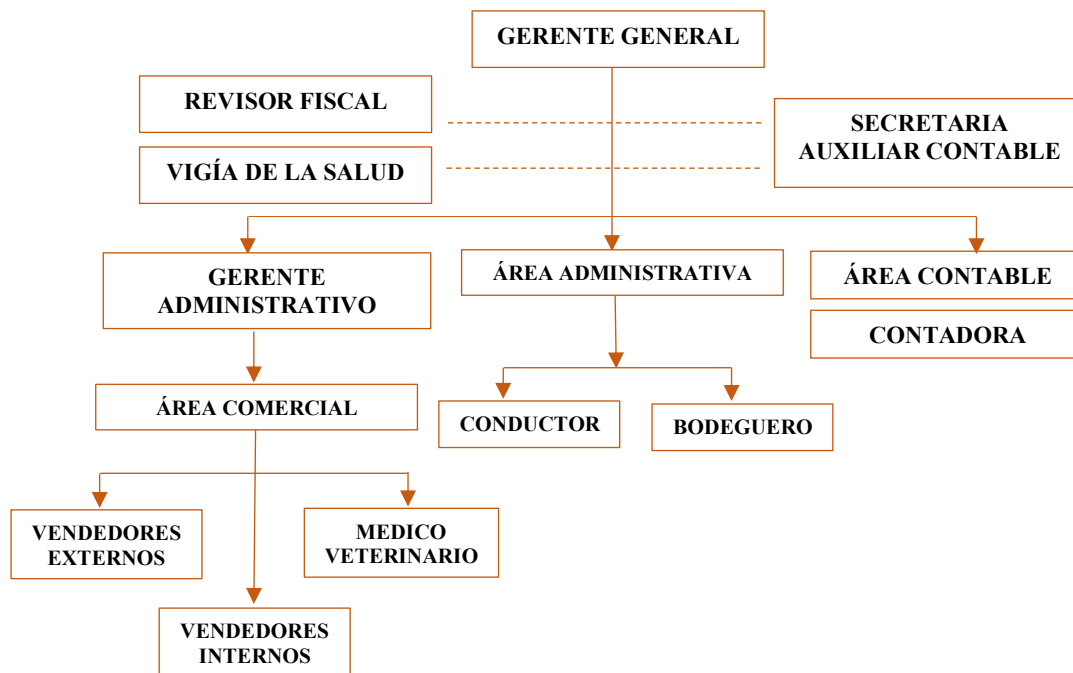 GERENTE GENERAL
REVISOR FISCAL
SECRETARIA
AUXILIAR CONTABLE
VIGÍA DE LA SALUD
GERENTE
ADMINISTRATIVO
ÁREA ADMINISTRATIVA
ÁREA CONTABLE
CONTADORA
ÁREA COMERCIAL
CONDUCTOR
BODEGUERO
VENDEDORES
EXTERNOS
MEDICO
VETERINARIO
VENDEDORES
INTERNOS